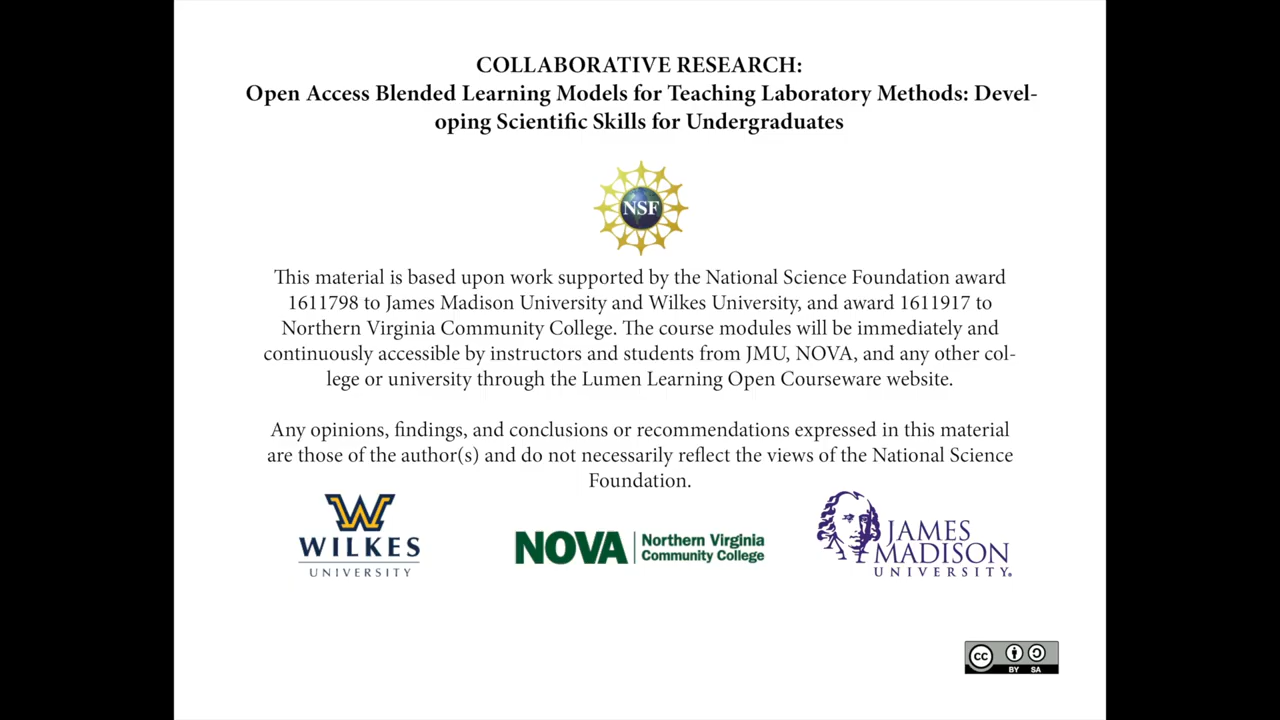 COLLABORATIVE RESEARCH:
Open Access Blended Learning Models for Teaching Laboratory Methods: Devel-
oping Scientific Skills for Undergraduates
NSF
This material is based upon work supported by the National Science Foundation award
1611798 to James Madison University and Wilkes University, and award 1611917 to
Northern Virginia Community College. The course modules will be immediately and
continuously accessible by instructors and students from JMU, NOVA, and any other col-
lege or university through the Lumen Learning Open Courseware website.
Any opinions, findings, and conclusions or recommendations expressed in this material
are those of the author(s) and do not necessarily reflect the views of the National Science
Foundation.
W
WILKES
UNIVERSITY
NOVA
Northern Virginia
Community College
JAMES
MADISON
UNIVERSITY.
cc
BY SA